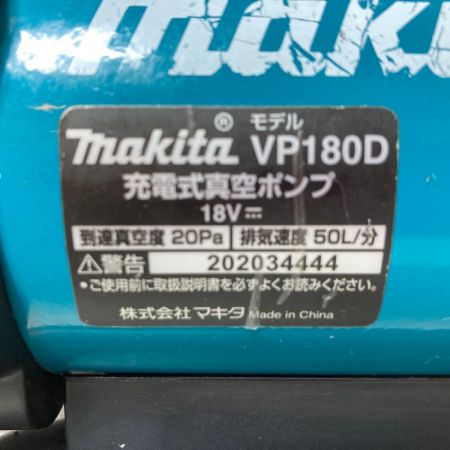 makita
makita® モデル VP180D
充電式真空ポンプ
18V⎓
到達真空度 20Pa 排気速度 50L/分
⚠警告 202034444
・ご使用前に取扱説明書を必ずよくお読みください。
株式会社マキタ Made in China